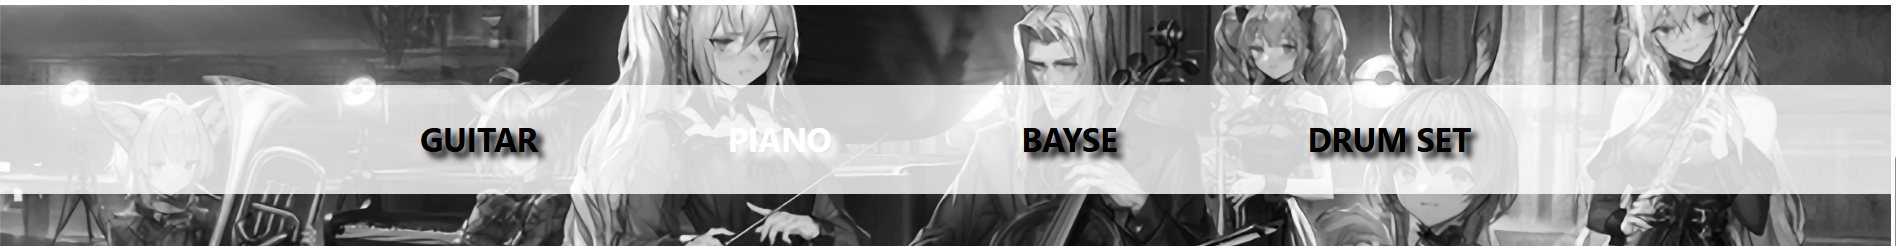 GUITAR PIANO BAYSE DRUM SET